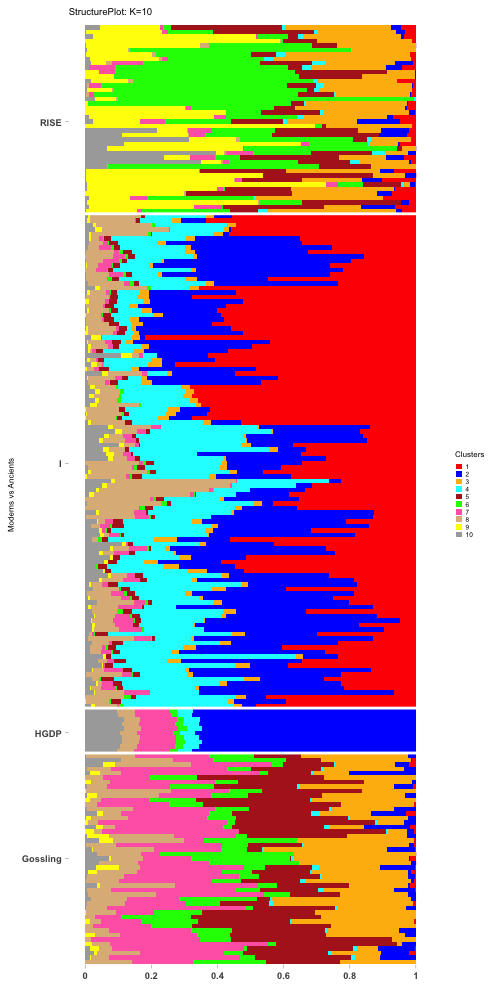 StructurePlot: K=10
RISE
I
HGDP
Gossling
Moderns vs Ancients
0 0.2 0.4 0.6 0.8 1
Clusters
1
2
3
4
5
6
7
8
9
10